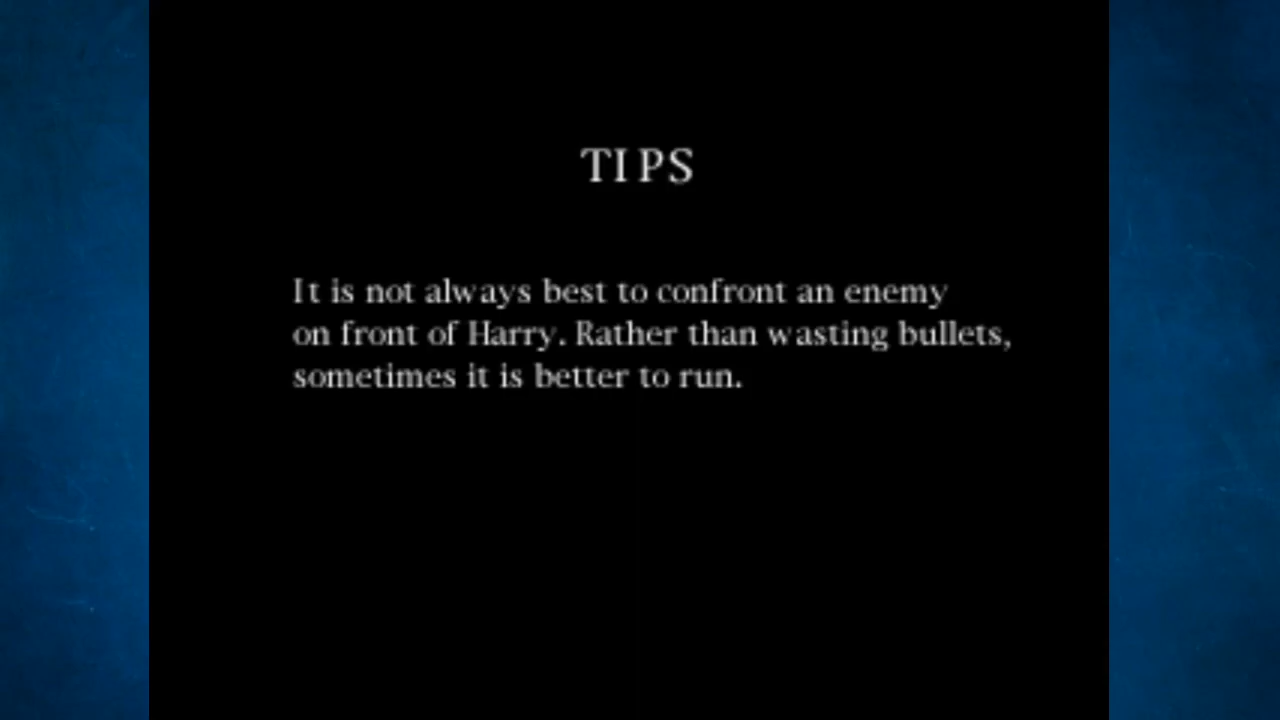 TIPS
It is not always best to confront an enemy
on front of Harry. Rather than wasting bullets,
sometimes it is better to run.